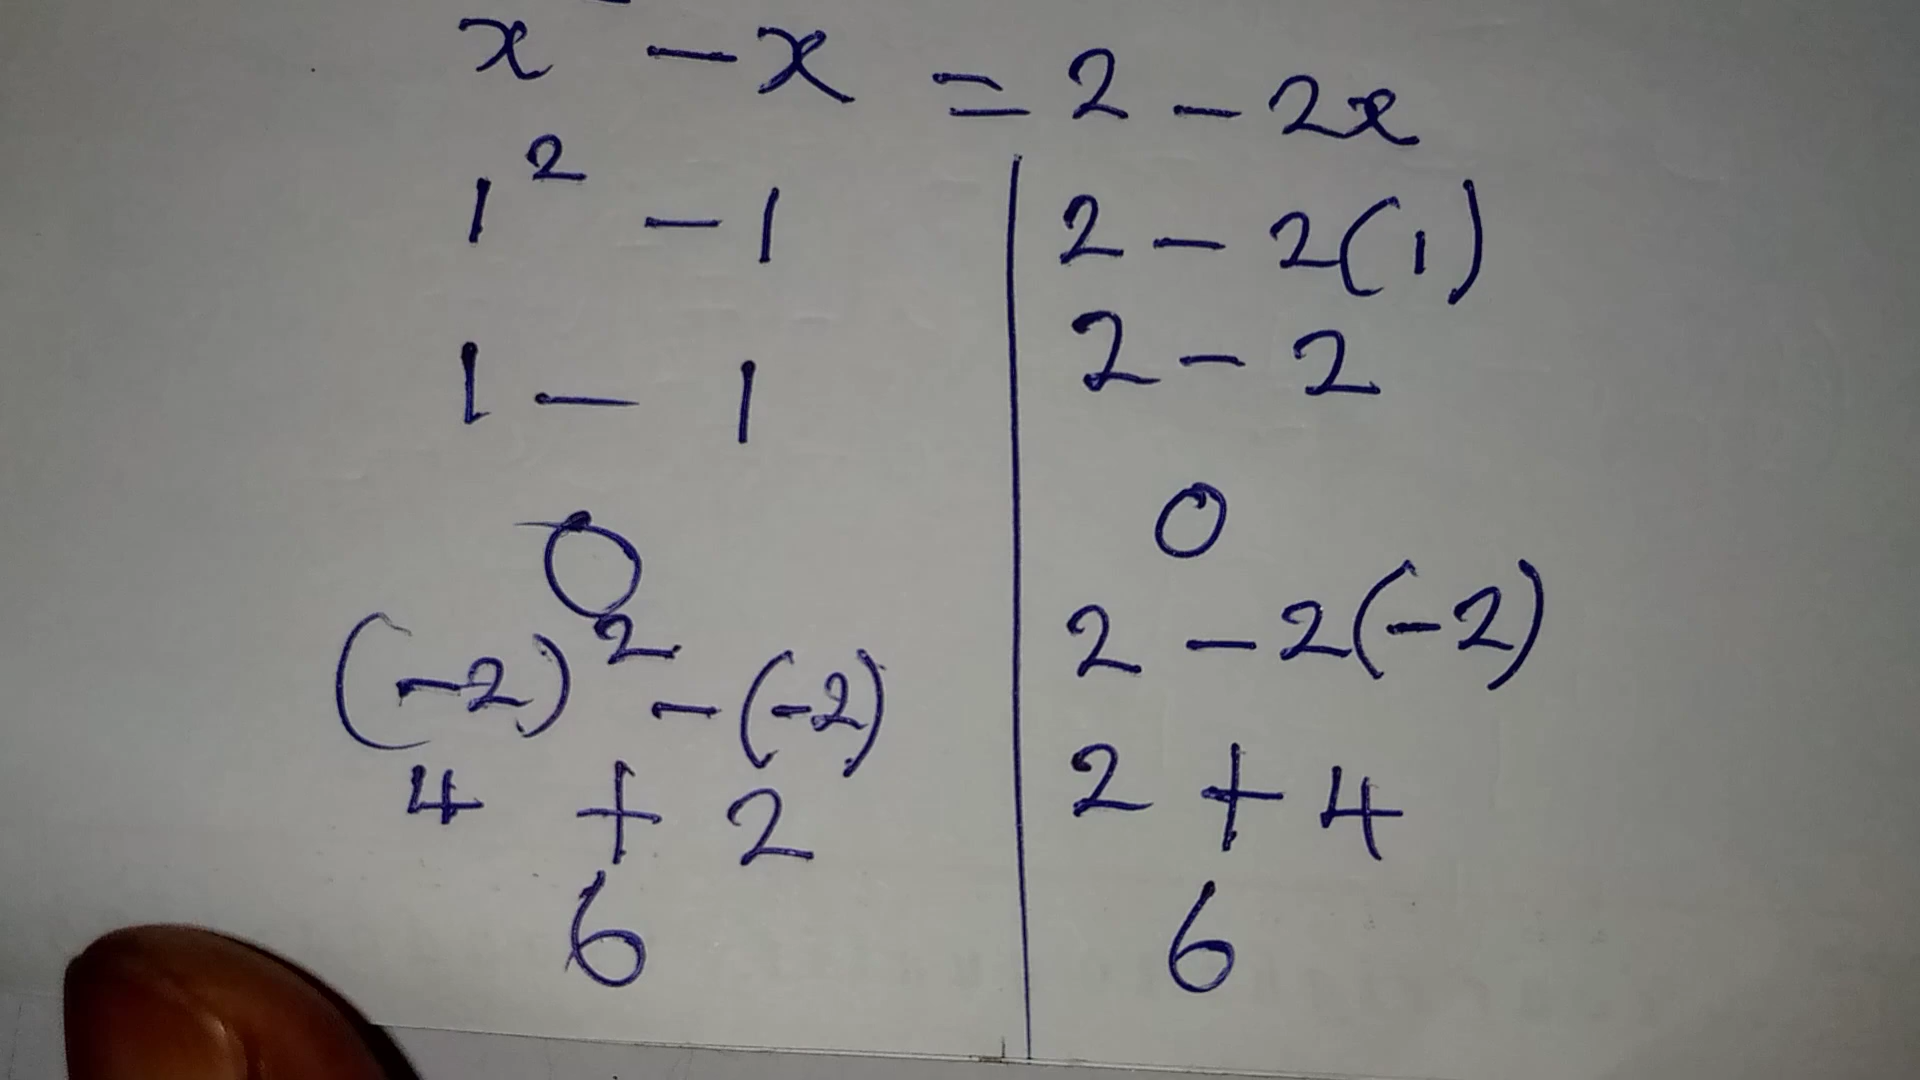 x² - x = 2 - 2x
1² - 1 | 2 - 2(1)
1 - 1 | 2 - 2
0 | 0
(-2)² - (-2) | 2 - 2(-2)
4 + 2 | 2 + 4
6 | 6